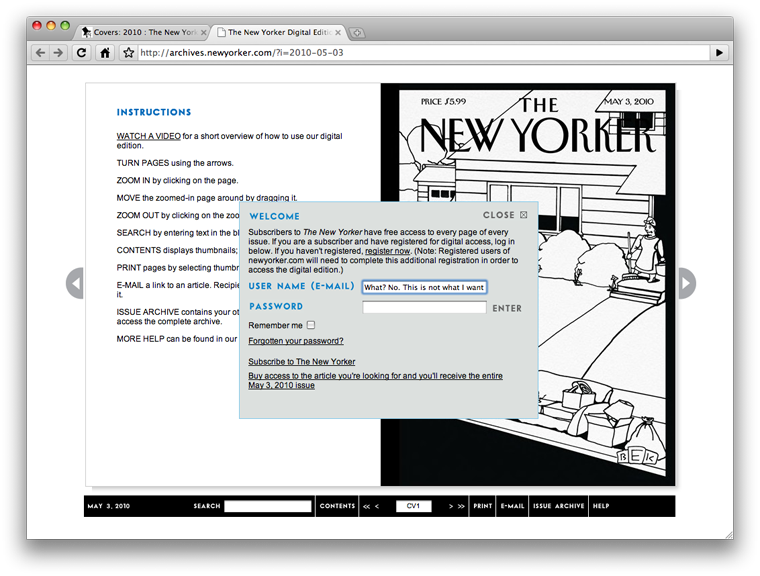 Covers: 2010 : The New York
The New Yorker Digital Editi
http://archives.newyorker.com/?i=2010-05-03
INSTRUCTIONS
WATCH A VIDEO for a short overview of how to use our digital
edition.
TURN PAGES using the arrows.
ZOOM IN by clicking on the page.
MOVE the zoomed-in page around by dragging it.
ZOOM OUT by clicking on the zoo
SEARCH by entering text in the bl
CONTENTS displays thumbnails;
PRINT pages by selecting thumbn
E-MAIL a link to an article. Recipie
it.
ISSUE ARCHIVE contains your ot
access the complete archive.
MORE HELP can be found in our
PRICE $5.99
THE
MAY 3, 2010
NEW YORKER
WELCOME
CLOSE
Subscribers to The New Yorker have free access to every page of every
issue. If you are a subscriber and have registered for digital access, log in
below. If you haven't registered, register now. (Note: Registered users of
newyorker.com will need to complete this additional registration in order to
access the digital edition.)
USER NAME (E-MAIL) What? No. This is not what I want
PASSWORD
ENTER
Remember me
Forgotten your password?
Subscribe to The New Yorker
Buy access to the article you're looking for and you'll receive the entire
May 3, 2010 issue
BEK
MAY 3, 2010 SEARCH CONTENTS << < CV1 > >> PRINT E-MAIL ISSUE ARCHIVE HELP